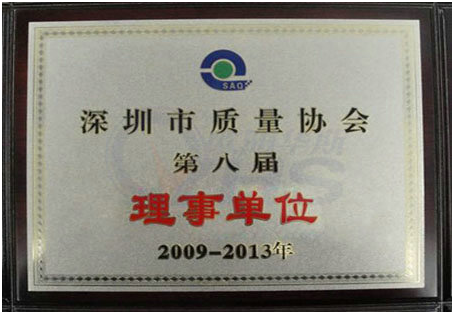 SAQ
深圳市质量协会
第八届
理事单位
2009-2013年